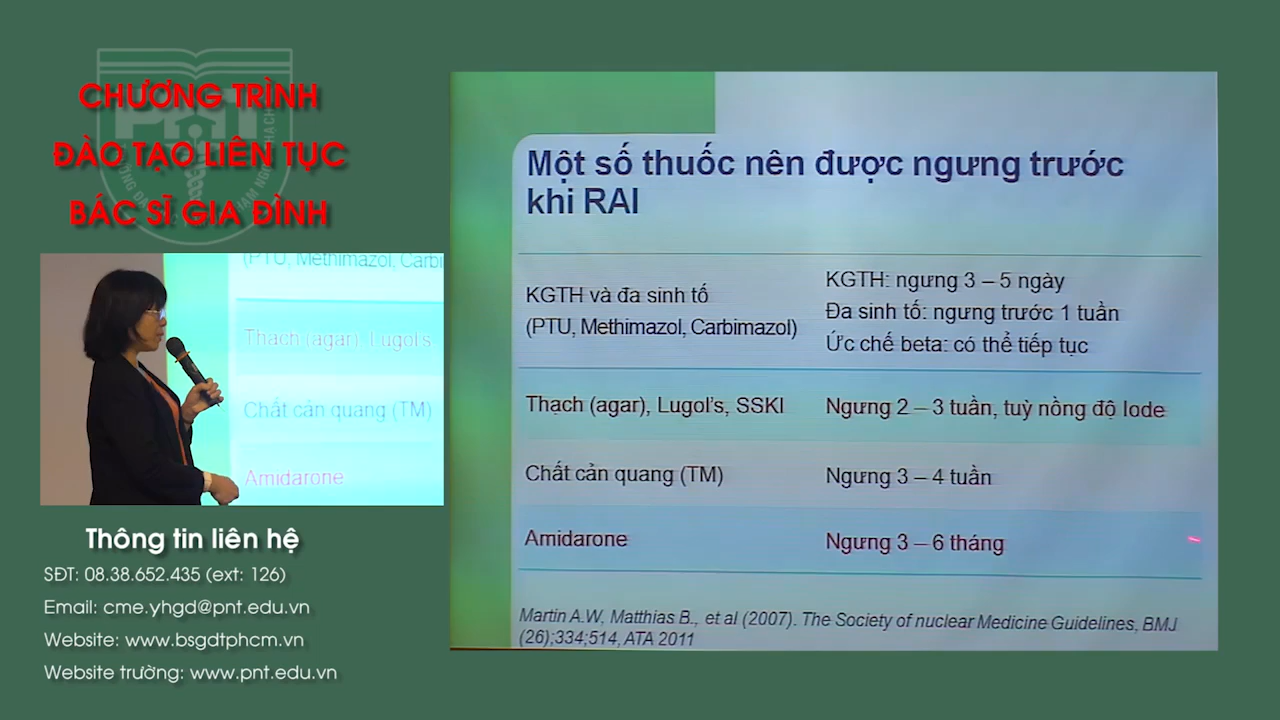 CHƯƠNG TRÌNH
ĐÀO TẠO LIÊN TỤC
BÁC SĨ GIA ĐÌNH
PNT
(PTU, Methimazol, Carbi
Thạch (agar), Lugol's
Chất cản quang (TM)
Amidarone
Thông tin liên hệ
SĐT: 08.38.652.435 (ext: 126)
Email: cme.yhgd@pnt.edu.vn
Website: www.bsgdtphcm.vn
Website trường: www.pnt.edu.vn
Một số thuốc nên được ngưng trước
khi RAI
KGTH và đa sinh tố
(PTU, Methimazol, Carbimazol)
KGTH: ngưng 3 – 5 ngày
Đa sinh tố: ngưng trước 1 tuần
Ức chế beta: có thể tiếp tục
Thạch (agar), Lugol's, SSKI
Ngưng 2 – 3 tuần, tuỳ nồng độ Iode
Chất cản quang (TM)
Ngưng 3 – 4 tuần
Amidarone
Ngưng 3 – 6 tháng
Martin A.W, Matthias B., et al (2007). The Society of nuclear Medicine Guidelines, BMJ
(26);334;514, ATA 2011